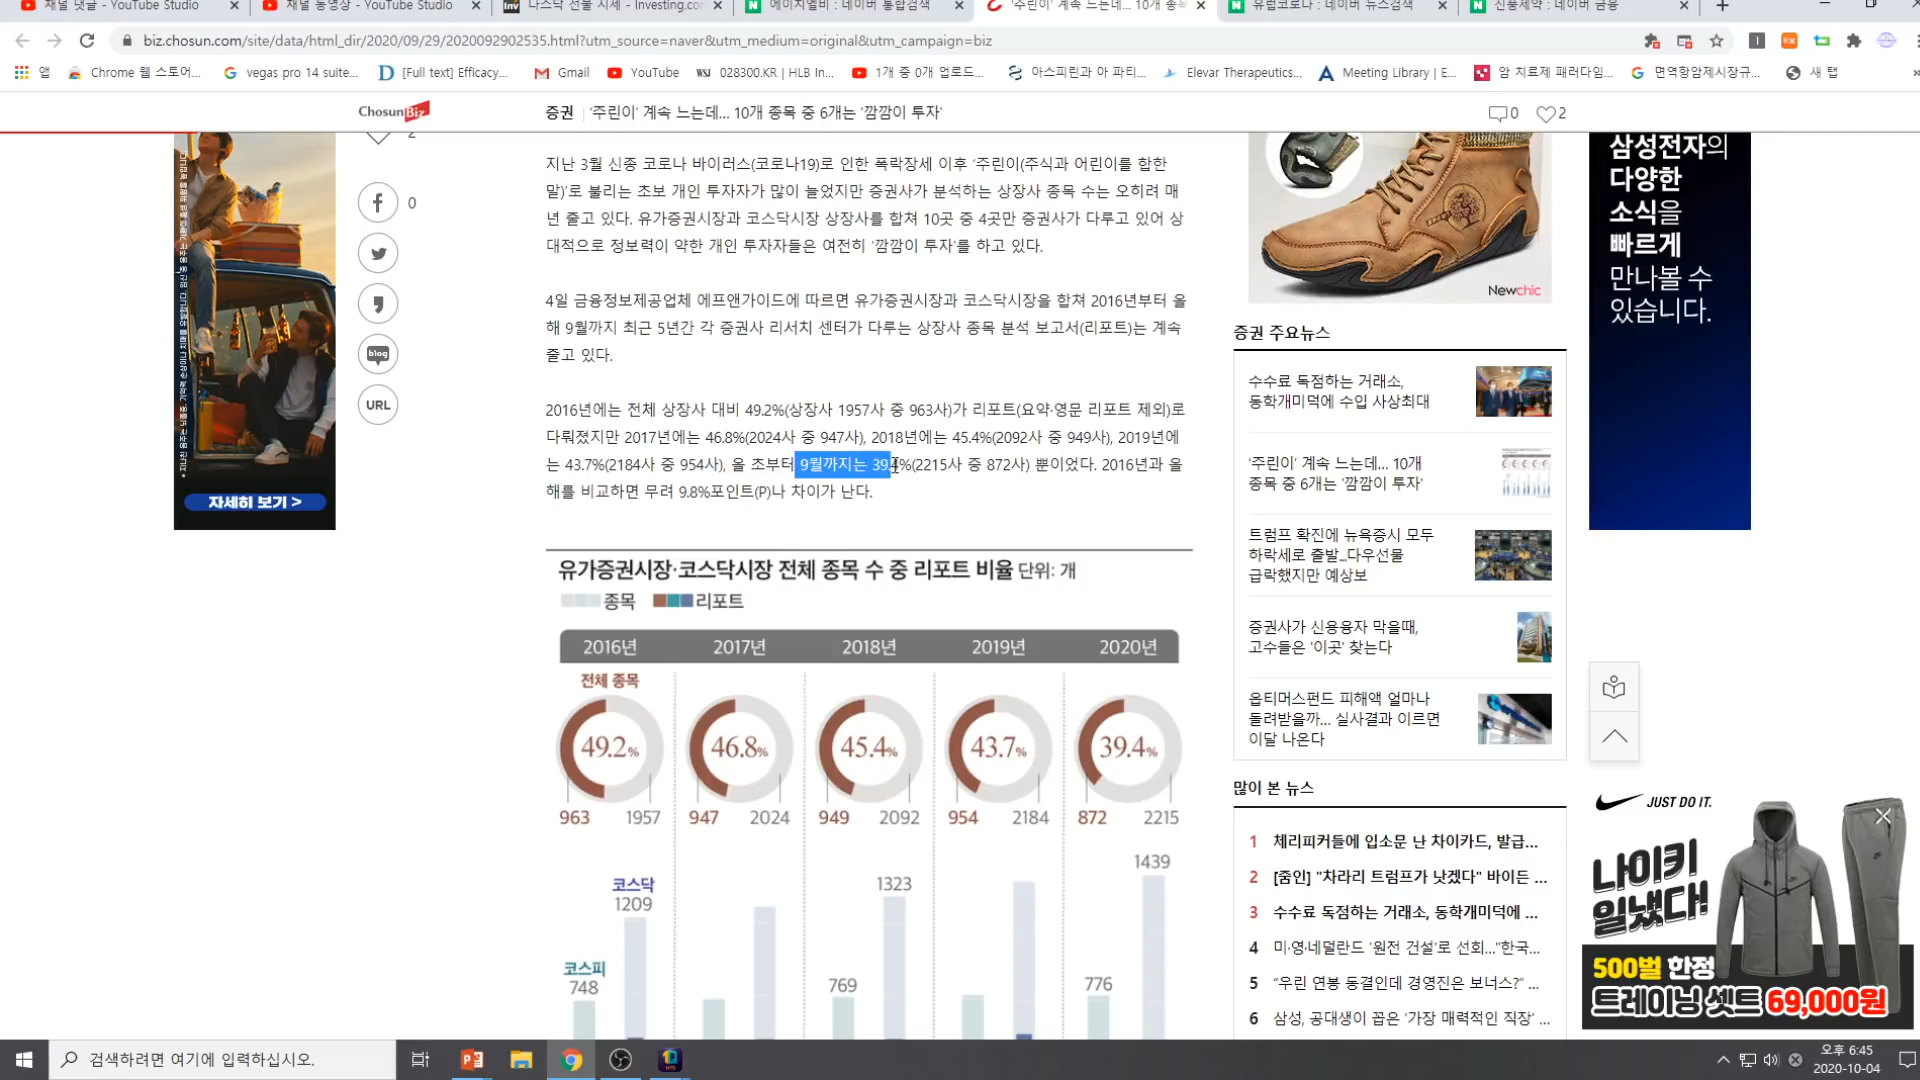 채널 댓글 - YouTube Studio
채널 동영상 - YouTube Studio
나스닥 선물 시세 - Investing.co
에이치엘비 : 네이버 통합검색
'주린이' 계속 느는데... 10개 종목
유럽코로나 : 네이버 뉴스검색
신풍제약 : 네이버 금융
biz.chosun.com/site/data/html_dir/2020/09/29/2020092902535.html?utm_source=naver&utm_medium=original&utm_campaign=biz
앱
Chrome 웹 스토어...
vegas pro 14 suite...
[Full text] Efficacy...
Gmail
YouTube
WSJ 028300.KR | HLB In...
1개 중 0개 업로드...
아스피린과 아 파티...
Elevar Therapeutics...
Meeting Library | E...
암 치료제 패러다임...
면역항암제시장규...
새 탭
ChosunBiz
증권 '주린이' 계속 느는데... 10개 종목 중 6개는 '깜깜이 투자'
0
2
2
0
blog
URL
자세히 보기 >
지난 3월 신종 코로나 바이러스(코로나19)로 인한 폭락장세 이후 '주린이(주식과 어린이를 합한
말)'로 불리는 초보 개인 투자자가 많이 늘었지만 증권사가 분석하는 상장사 종목 수는 오히려 매
년 줄고 있다. 유가증권시장과 코스닥시장 상장사를 합쳐 10곳 중 4곳만 증권사가 다루고 있어 상
대적으로 정보력이 약한 개인 투자자들은 여전히 '깜깜이 투자'를 하고 있다.
4일 금융정보제공업체 에프앤가이드에 따르면 유가증권시장과 코스닥시장을 합쳐 2016년부터 올
해 9월까지 최근 5년간 각 증권사 리서치 센터가 다루는 상장사 종목 분석 보고서(리포트)는 계속
줄고 있다.
2016년에는 전체 상장사 대비 49.2%(상장사 1957사 중 963사)가 리포트(요약·영문 리포트 제외)로
다뤄졌지만 2017년에는 46.8%(2024사 중 947사), 2018년에는 45.4%(2092사 중 949사), 2019년에
는 43.7%(2184사 중 954사), 올 초부터 9월까지는 39.4%(2215사 중 872사) 뿐이었다. 2016년과 올
해를 비교하면 무려 9.8%포인트(P)나 차이가 난다.
유가증권시장·코스닥시장 전체 종목 수 중 리포트 비율 단위: 개
종목 리포트
2016년 2017년 2018년 2019년 2020년
전체 종목
49.2% 46.8% 45.4% 43.7% 39.4%
963 1957 947 2024 949 2092 954 2184 872 2215
1439
코스닥
1209
1323
코스피
748
769
776
Newchic
증권 주요뉴스
수수료 독점하는 거래소,
동학개미덕에 수입 사상최대
'주린이' 계속 느는데... 10개
종목 중 6개는 '깜깜이 투자'
트럼프 확진에 뉴욕증시 모두
하락세로 출발_다우선물
급락했지만 예상보
증권사가 신용융자 막을때,
고수들은 '이곳' 찾는다
옵티머스펀드 피해액 얼마나
돌려받을까... 실사결과 이르면
이달 나온다
많이 본 뉴스
1 체리피커들에 입소문 난 차이카드, 발급...
2 [줌인] "차라리 트럼프가 낫겠다" 바이든 ...
3 수수료 독점하는 거래소, 동학개미덕에 ...
4 미·영·네덜란드 '원전 건설'로 선회..."한국...
5 "우린 연봉 동결인데 경영진은 보너스?" ...
6 삼성, 공대생이 꼽은 '가장 매력적인 직장' ...
삼성전자의
다양한
소식을
빠르게
만나볼 수
있습니다.
JUST DO IT.
나이키
일냈다!
500벌 한정
트레이닝 셋트 69,000원
검색하려면 여기에 입력하십시오.
오후 6:45
2020-10-04